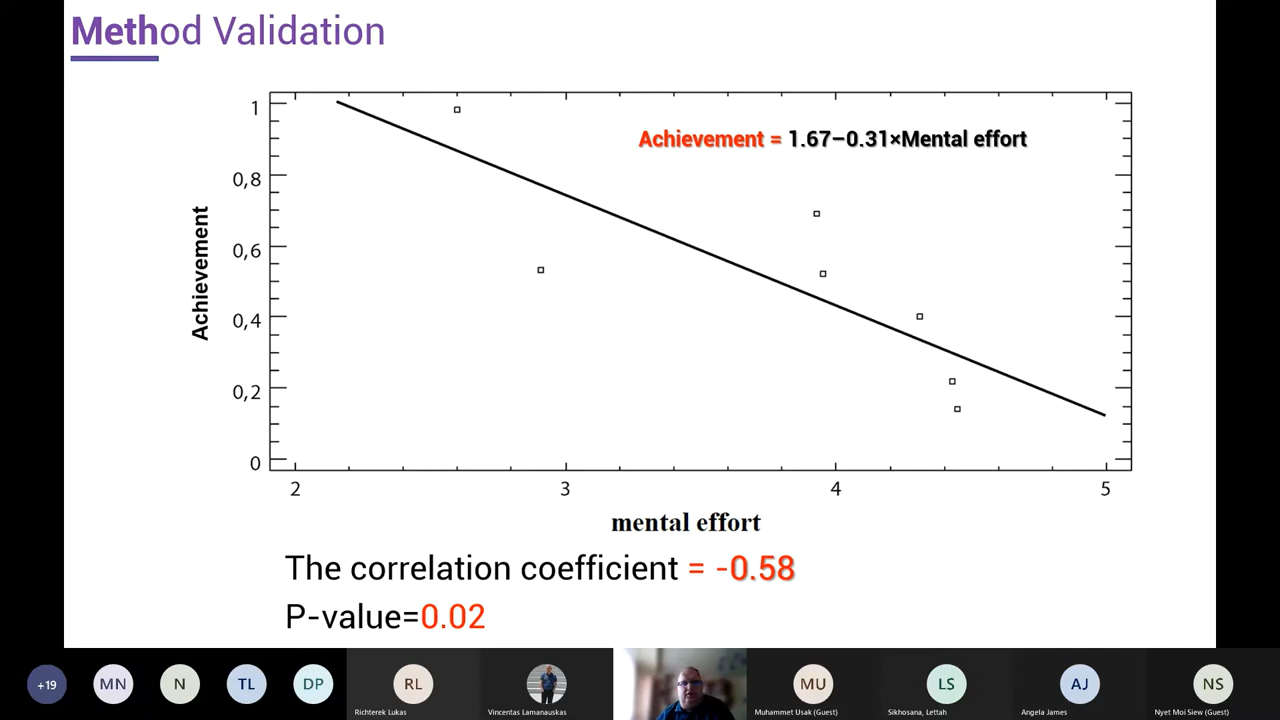 Method Validation
Achievement = 1.67–0.31×Mental effort
Achievement
1
0,8
0,6
0,4
0,2
0
2 3 4 5
mental effort
The correlation coefficient = -0.58
P-value=0.02
+19 MN N TL DP RL MU LS AJ NS
Richterek Lukas Vincentas Lamanauskas Muhammet Usak (Guest) Sikhosana, Lettah Angela James Nyet Moi Siew (Guest)